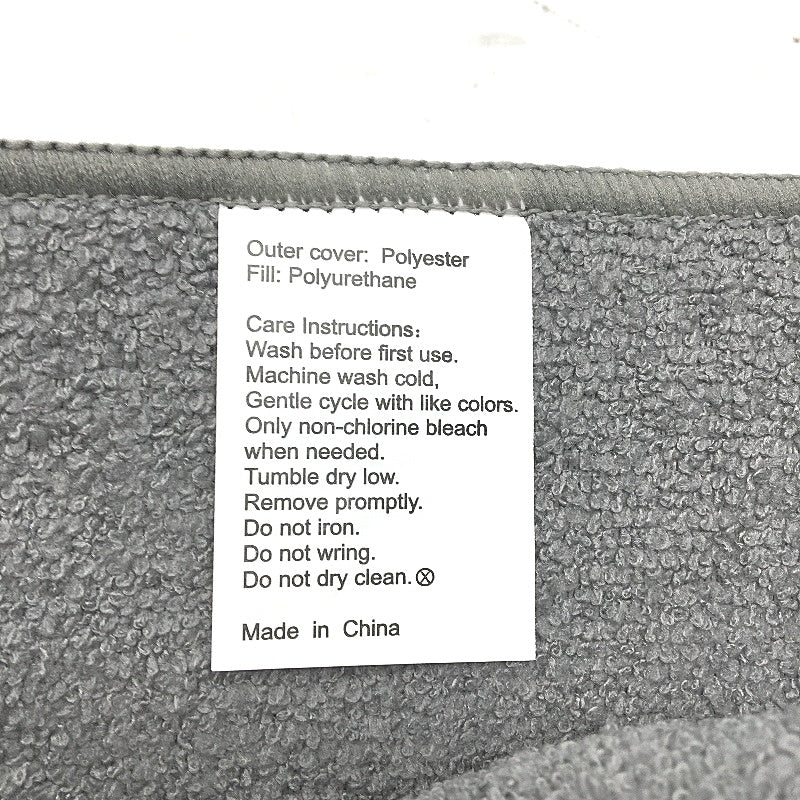 Outer cover: Polyester
Fill: Polyurethane
Care Instructions:
Wash before first use.
Machine wash cold,
Gentle cycle with like colors.
Only non-chlorine bleach
when needed.
Tumble dry low.
Remove promptly.
Do not iron.
Do not wring.
Do not dry clean.
Made in China